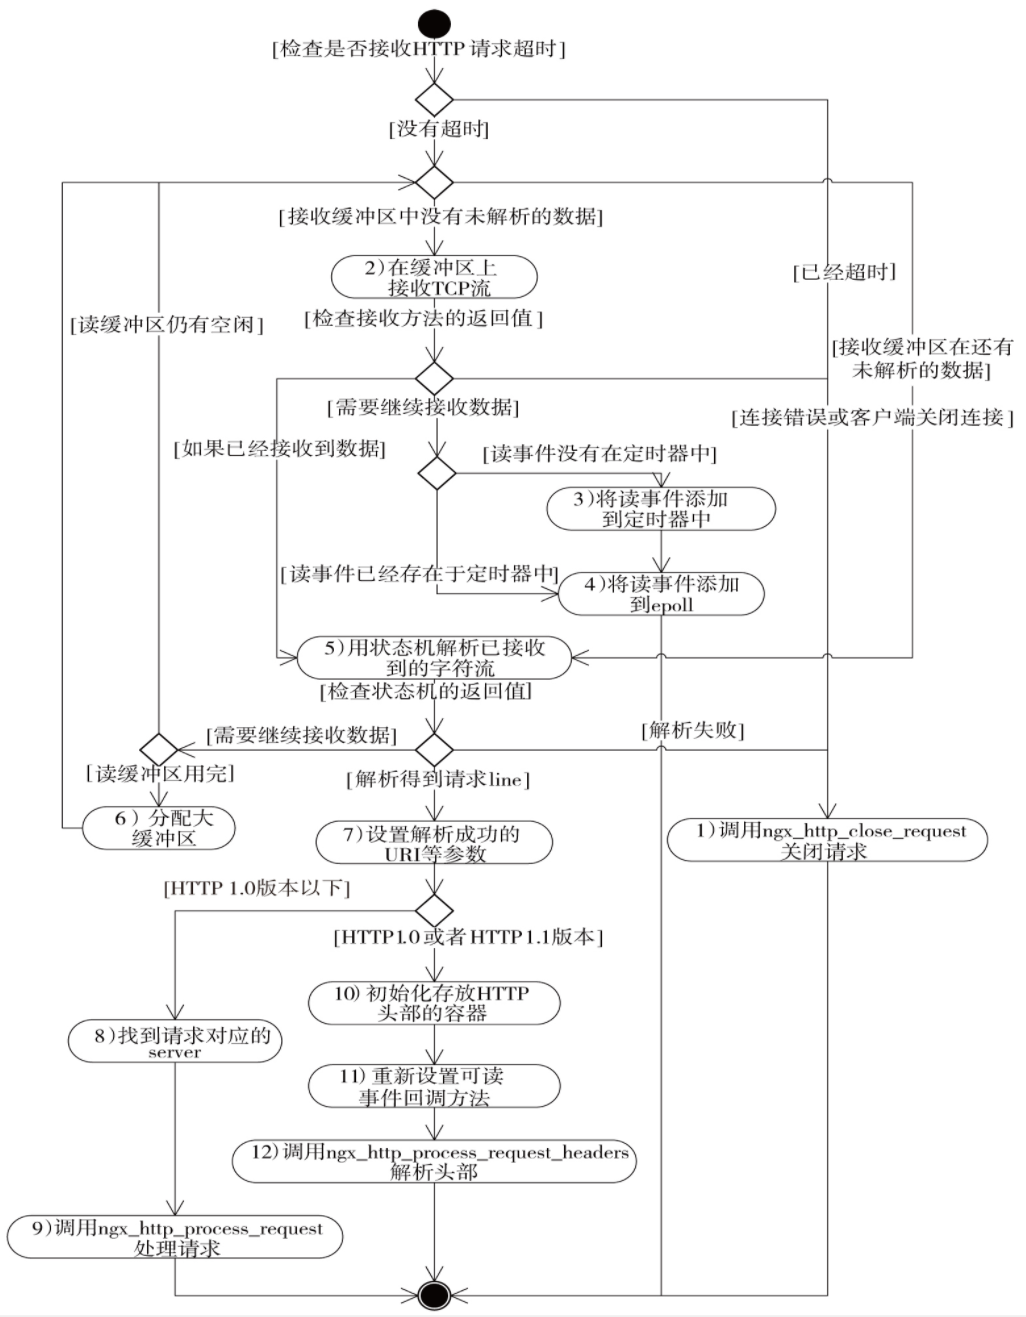 [检查是否接收HTTP 请求超时]
[没有超时]
[接收缓冲区中没有未解析的数据]
2)在缓冲区上
接收TCP流
[已经超时]
[检查接收方法的返回值]
[读缓冲区仍有空闲]
[接收缓冲区在还有
未解析的数据]
[需要继续接收数据]
[连接错误或客户端关闭连接]
[如果已经接收到数据]
[读事件没有在定时器中]
3)将读事件添加
到定时器中
[读事件已经存在于定时器中]
4)将读事件添加
到epoll
5)用状态机解析已接收
到的字符流
[检查状态机的返回值]
[需要继续接收数据]
[解析失败]
[读缓冲区用完]
[解析得到请求line]
6) 分配大
缓冲区
7)设置解析成功的
URI等参数
1)调用ngx_http_close_request
关闭请求
[HTTP 1.0版本以下]
[HTTP1.0 或者 HTTP1.1版本]
10) 初始化存放HTTP
头部的容器
8)找到请求对应的
server
11) 重新设置可读
事件回调方法
12)调用ngx_http_process_request_headers
解析头部
9)调用ngx_http_process_request
处理请求